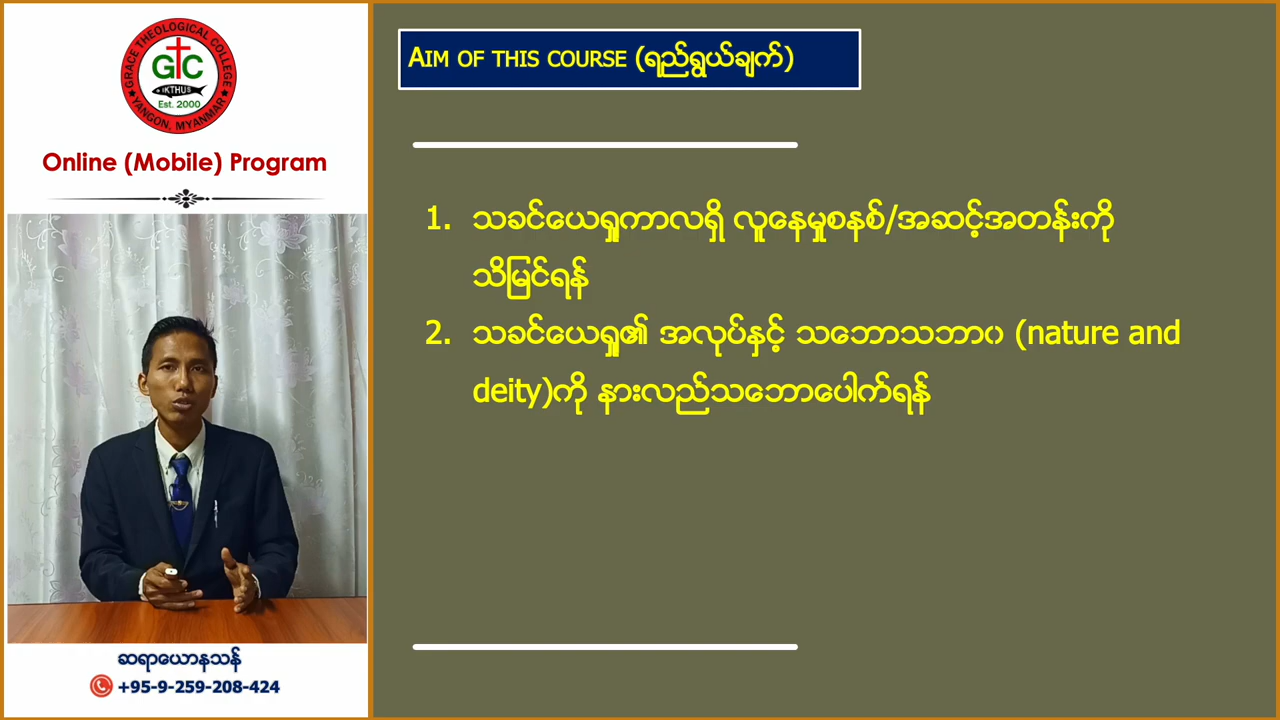 GRACE THEOLOGICAL COLLEGE
GTC
IKTHUS
Est. 2000
YANGON, MYANMAR
Online (Mobile) Program
ဆရာယောနသန်
+95-9-259-208-424
AIM OF THIS COURSE (ရည်ရွယ်ချက်)
1. သခင်ယေရှုကာလရှိ လူနေမှုစနစ်/အဆင့်အတန်းကို
သိမြင်ရန်
2. သခင်ယေရှု၏ အလုပ်နှင့် သဘောသဘာဝ (nature and
deity)ကို နားလည်သဘောပေါက်ရန်